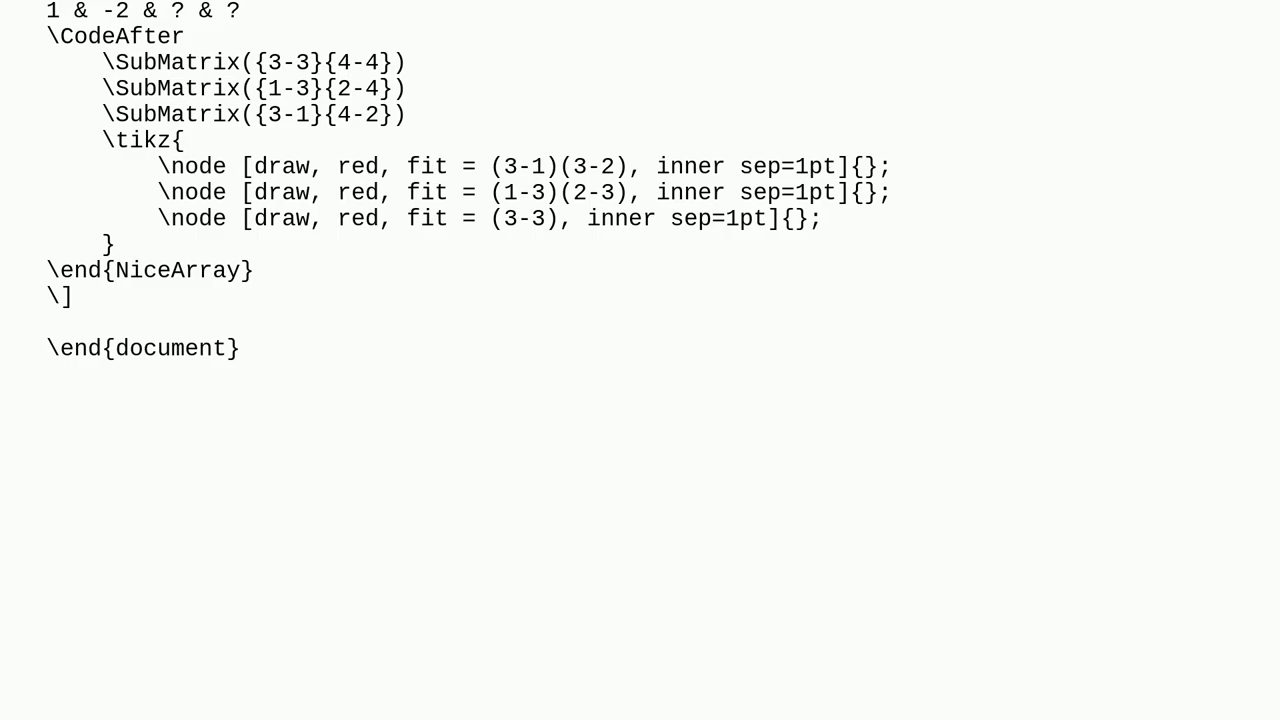 1 & -2 & ? & ?
\CodeAfter
    \SubMatrix({3-3}{4-4})
    \SubMatrix({1-3}{2-4})
    \SubMatrix({3-1}{4-2})
    \tikz{
        \node [draw, red, fit = (3-1)(3-2), inner sep=1pt]{};
        \node [draw, red, fit = (1-3)(2-3), inner sep=1pt]{};
        \node [draw, red, fit = (3-3), inner sep=1pt]{};
    }
\end{NiceArray}
\]
\end{document}